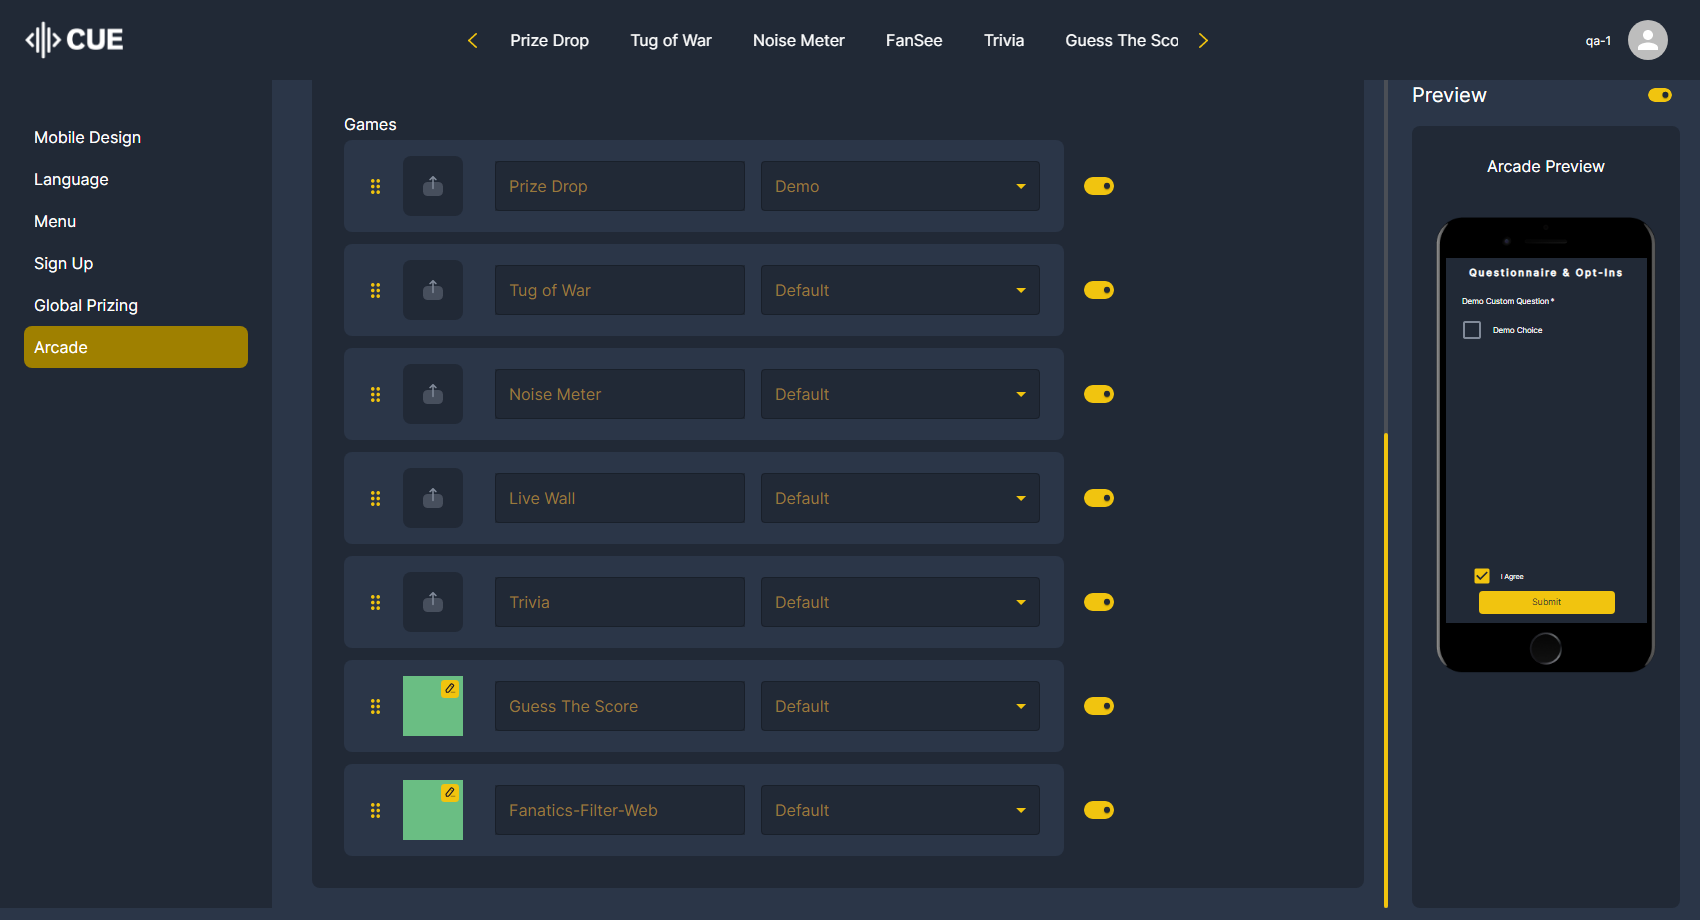 CUE
Prize Drop
Tug of War
Noise Meter
FanSee
Trivia
Guess The Sco
qa-1
Mobile Design
Language
Menu
Sign Up
Global Prizing
Arcade
Games
Prize Drop
Demo
Tug of War
Default
Noise Meter
Default
Live Wall
Default
Trivia
Default
Guess The Score
Default
Fanatics-Filter-Web
Default
Preview
Arcade Preview
Questionnaire & Opt-Ins
Demo Custom Question *
Demo Choice
I Agree
Submit